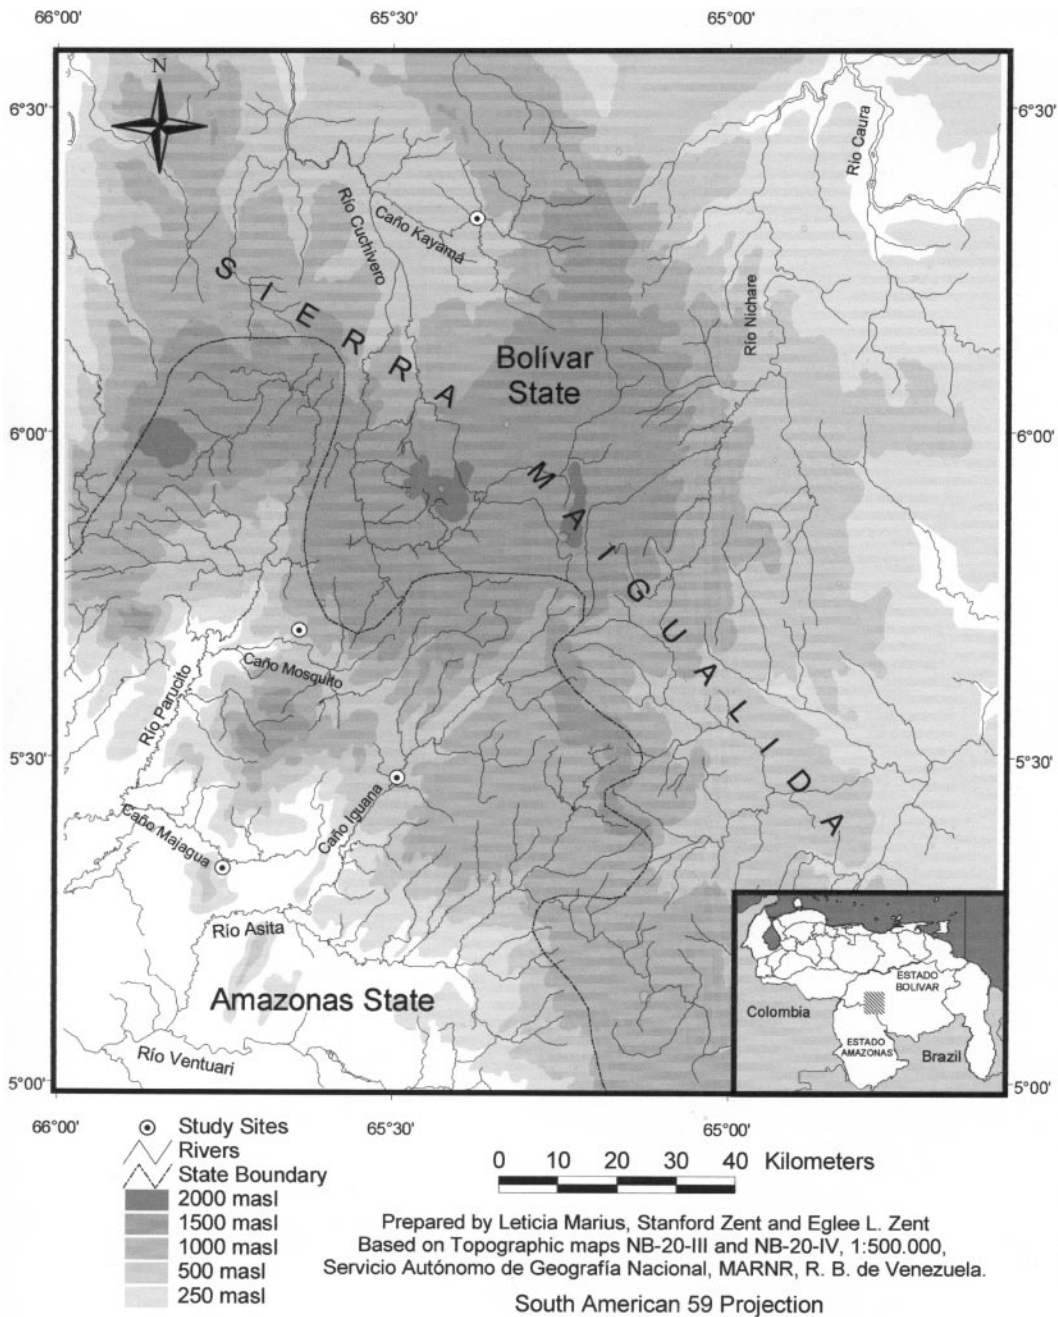 66°00'
65°30'
65°00'
6°30'
6°30'
N
Río Caura
Río Cuchivero
Caño Kayamá
Río Nichare
SIERRA
Bolívar
State
6°00'
6°00'
MAIGUALIDA
Río Parucito
Caño Mosquito
5°30'
5°30'
Caño Iguana
Caño Majagua
Río Asita
Amazonas State
Río Ventuari
ESTADO
BOLIVAR
Colombia
ESTADO
AMAZONAS
Brazil
5°00'
5°00'
66°00'
65°30'
65°00'
Study Sites
Rivers
State Boundary
2000 masl
1500 masl
1000 masl
500 masl
250 masl
0 10 20 30 40 Kilometers
Prepared by Leticia Marius, Stanford Zent and Eglee L. Zent
Based on Topographic maps NB-20-III and NB-20-IV, 1:500.000,
Servicio Autónomo de Geografía Nacional, MARNR, R. B. de Venezuela.
South American 59 Projection